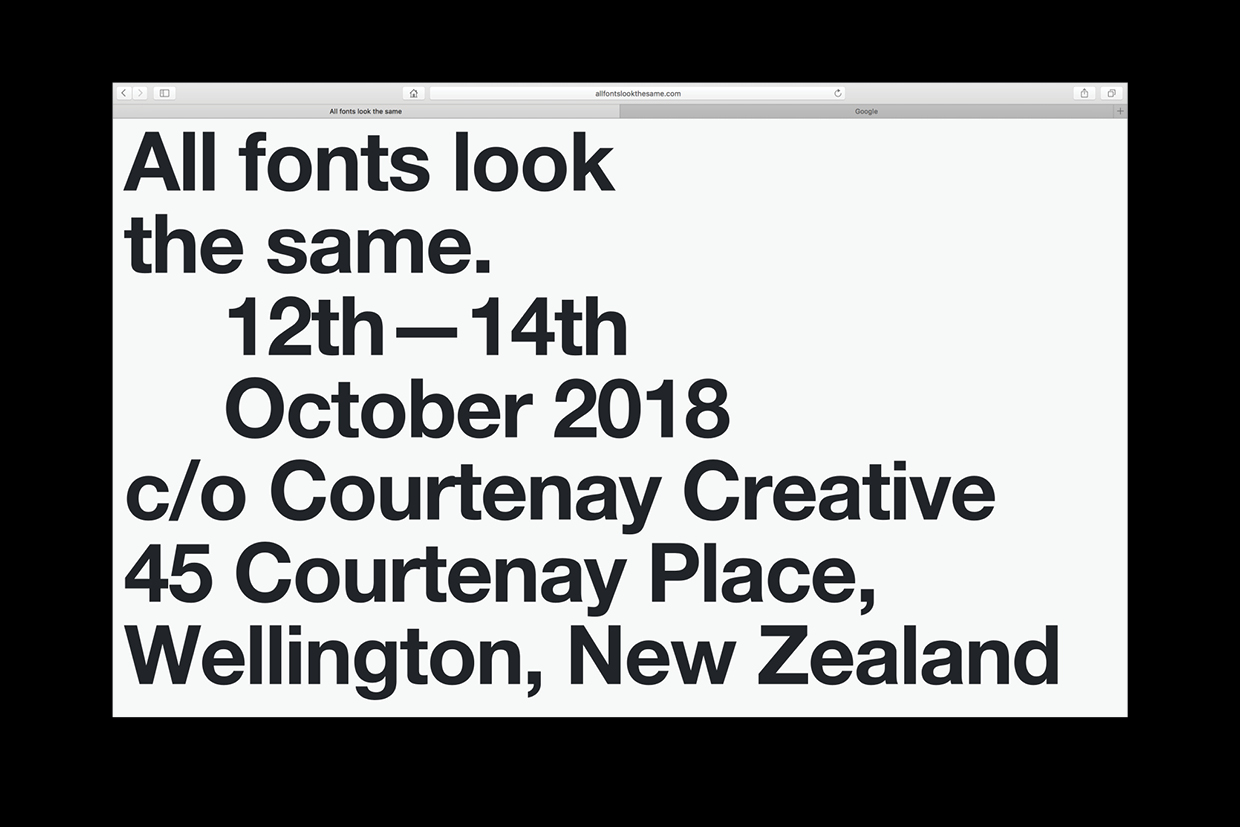 allfontslookthesame.com
All fonts look the same
Google
All fonts look
the same.
12th—14th
October 2018
c/o Courtenay Creative
45 Courtenay Place,
Wellington, New Zealand